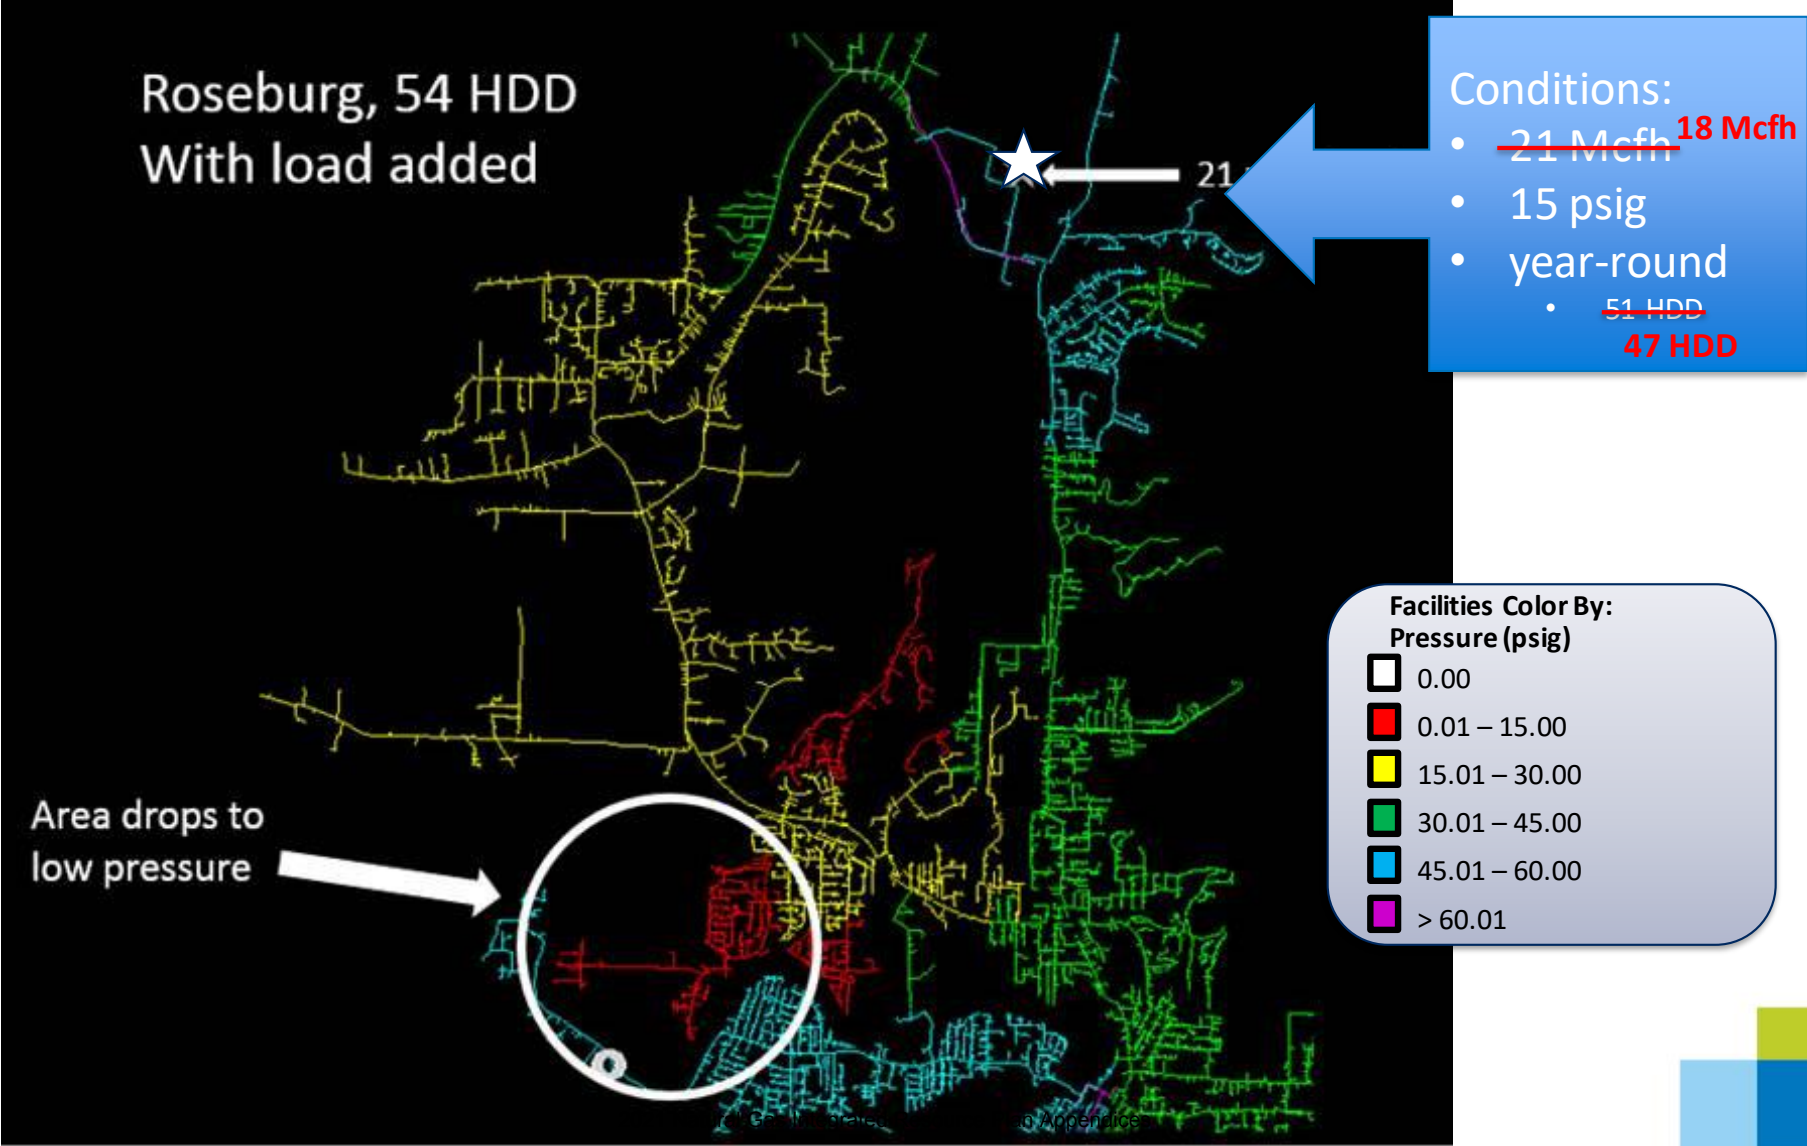 Roseburg, 54 HDD
With load added
21
Conditions:
• 21 Mcfh 18 Mcfh
• 15 psig
• year-round
• 51 HDD
47 HDD
Facilities Color By:
Pressure (psig)
0.00
0.01 – 15.00
15.01 – 30.00
30.01 – 45.00
45.01 – 60.00
> 60.01
Area drops to
low pressure
Appendices